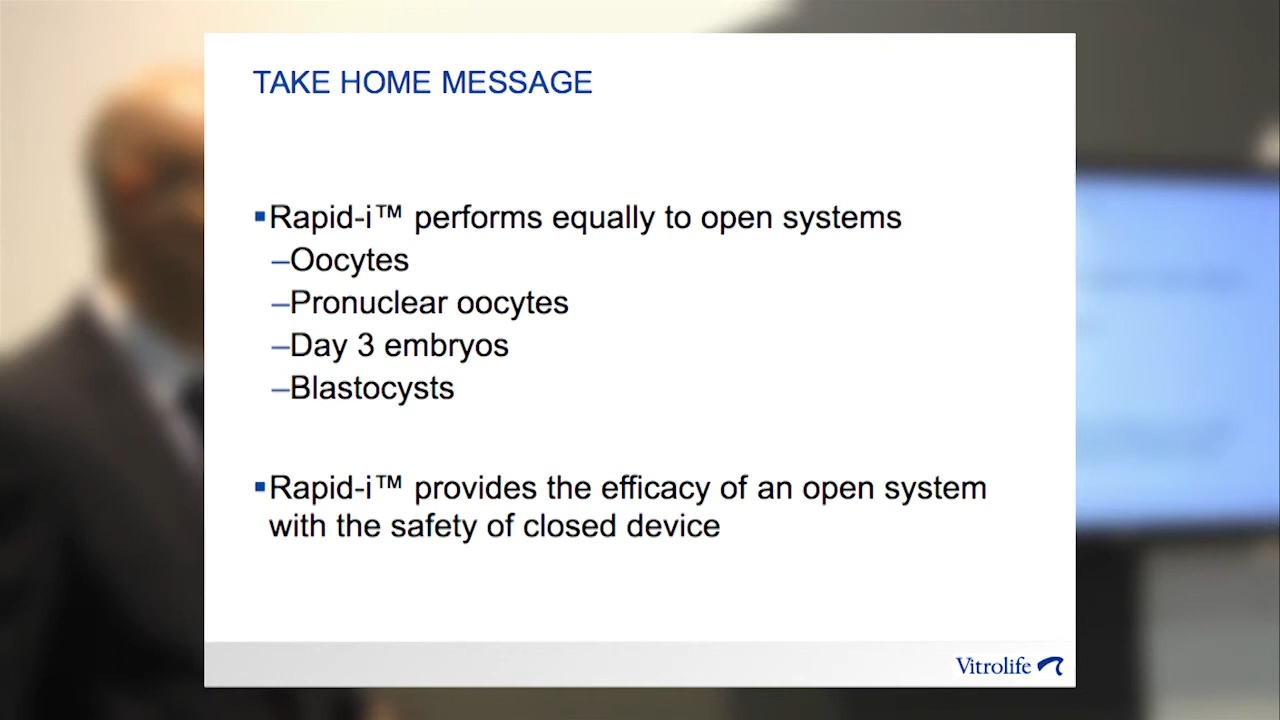 TAKE HOME MESSAGE
▪Rapid-i™ performs equally to open systems
–Oocytes
–Pronuclear oocytes
–Day 3 embryos
–Blastocysts
▪Rapid-i™ provides the efficacy of an open system
with the safety of closed device
Vitrolife